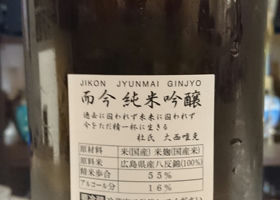 JIKON JYUNMAI GINJYO
而今 純米吟醸
過去に囚われず未来に囚われず
今をただ精一杯に生きる
杜氏 大西唯克
原材料 米(国産) 米麹(国産米)
原料米 広島県産八反錦(100%)
精米歩合 55%
アルコール分 16%